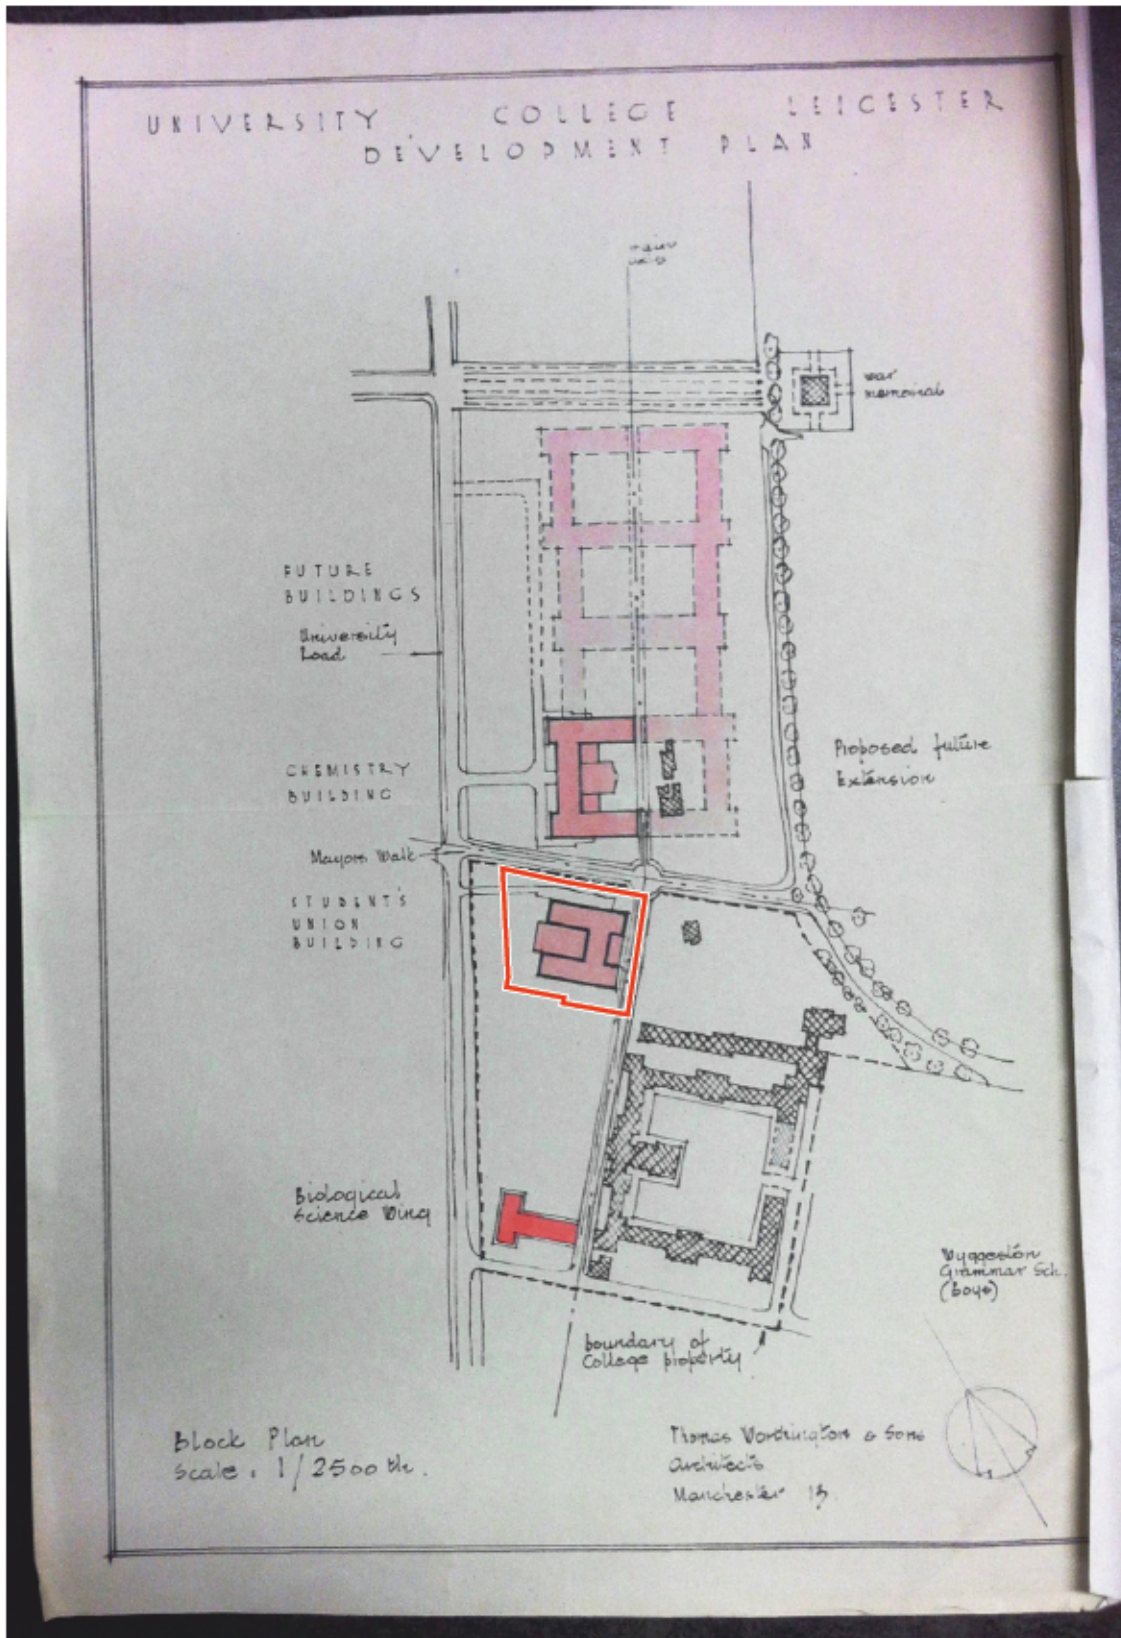 UNIVERSITY COLLEGE LEICESTER
DEVELOPMENT PLAN
main
axis
war
memorial
FUTURE
BUILDINGS
University
Road
Proposed future
Extension
CHEMISTRY
BUILDING
Mayors Walk
STUDENT'S
UNION
BUILDING
Biological
Science Wing
Wyggeston
Grammar Sch.
(boys)
boundary of
College property
Block Plan
Scale . 1/2500 th.
Thomas Worthington & Sons
Architects
Manchester 13.